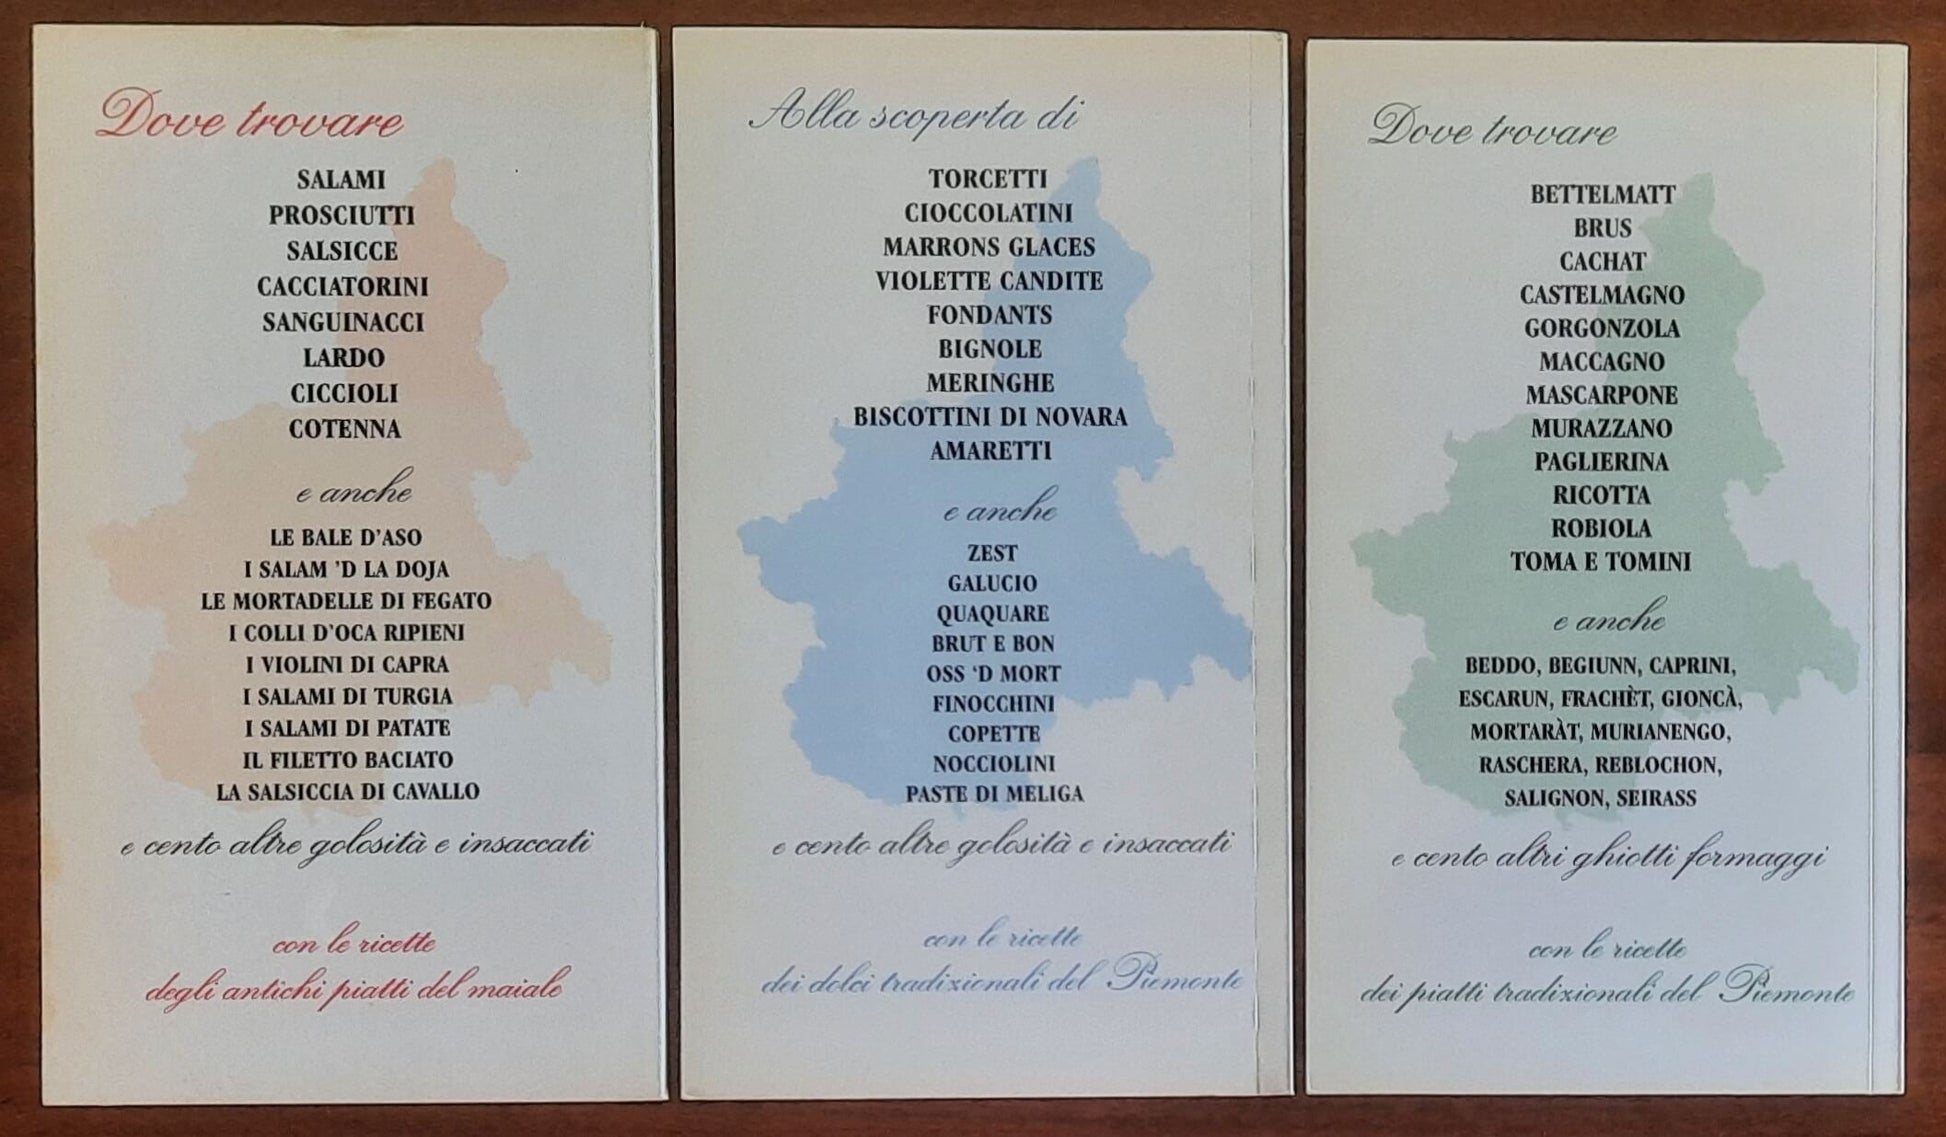 Dove trovare
SALAMI
PROSCIUTTI
SALSICCE
CACCIATORINI
SANGUINACCI
LARDO
CICCIOLI
COTENNA
e anche
LE BALE D'ASO
I SALAM 'D LA DOJA
LE MORTADELLE DI FEGATO
I COLLI D'OCA RIPIENI
I VIOLINI DI CAPRA
I SALAMI DI TURGIA
I SALAMI DI PATATE
IL FILETTO BACIATO
LA SALSICCIA DI CAVALLO
e cento altre golosità e insaccati
con le ricette
degli antichi piatti del maiale
Alla scoperta di
TORCETTI
CIOCCOLATINI
MARRONS GLACES
VIOLETTE CANDITE
FONDANTS
BIGNOLE
MERINGHE
BISCOTTINI DI NOVARA
AMARETTI
e anche
ZEST
GALUCIO
QUAQUARE
BRUT E BON
OSS 'D MORT
FINOCCHINI
COPETTE
NOCCIOLINI
PASTE DI MELIGA
e cento altre golosità e insaccati
con le ricette
dei dolci tradizionali del Piemonte
Dove trovare
BETTELMATT
BRUS
CACHAT
CASTELMAGNO
GORGONZOLA
MACCAGNO
MASCARPONE
MURAZZANO
PAGLIERINA
RICOTTA
ROBIOLA
TOMA E TOMINI
e anche
BEDDO, BEGIUNN, CAPRINI,
ESCARUN, FRACHÈT, GIONCÀ,
MORTARÀT, MURIANENGO,
RASCHERA, REBLOCHON,
SALIGNON, SEIRASS
e cento altri ghiotti formaggi
con le ricette
dei piatti tradizionali del Piemonte